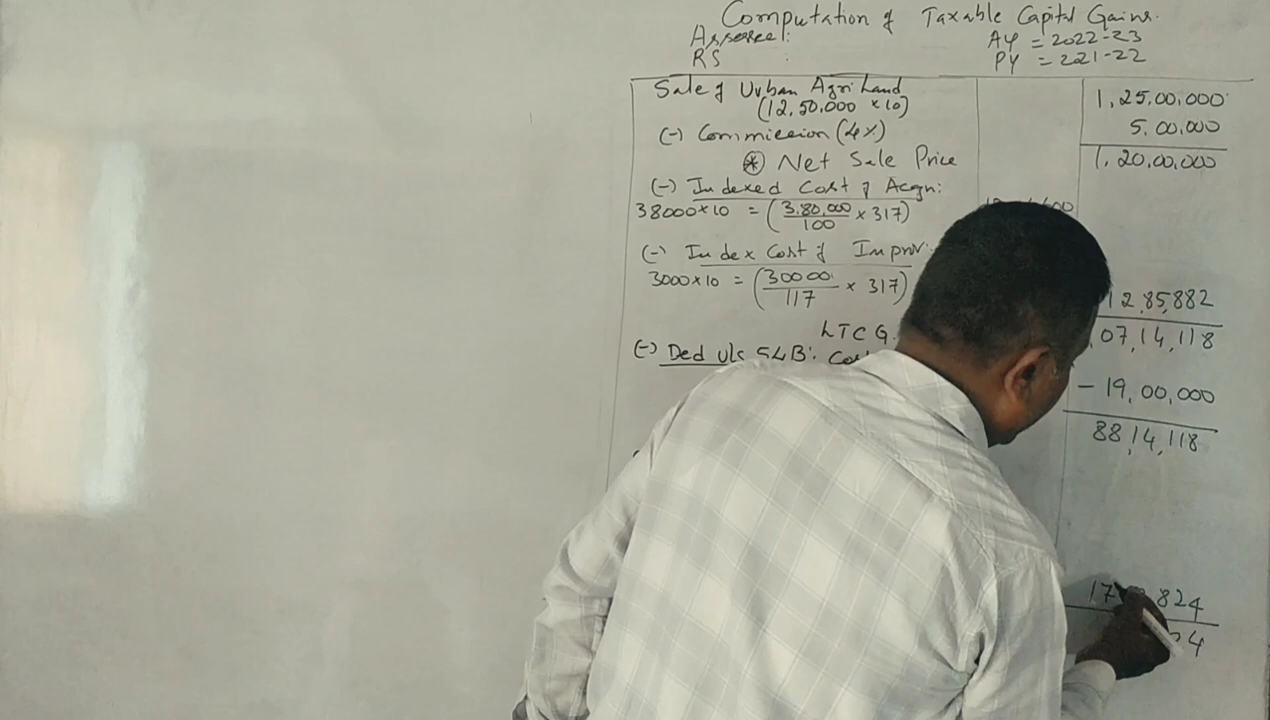 Computation of Taxable Capital Gains.
Assessee: AY = 2022-23
RS : PY = 221-22
Sale of Urban Agri Land 1,25,00,000
(12,50,000 × 10)
(-) Commission (4%) 5,00,000
* Net Sale Price 1,20,00,000
(-) Indexed Cost of Acqn:
38000×10 = (3,80,000/100 × 317)
(-) Index Cost of Improv:
3000×10 = (30000/117 × 317) 12,85,882
LTCG 07,14,118
(-) Ded u/s 54B:
- 19,00,000
88,14,118
17 824
4